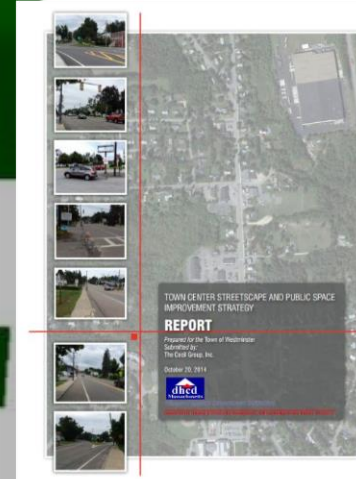 TOWN CENTER STREETSCAPE AND PUBLIC SPACE
IMPROVEMENT STRATEGY
REPORT
Prepared for the Town of Westminster
Submitted by:
The Cecil Group, Inc.
October 20, 2014
dhcd
Massachusetts